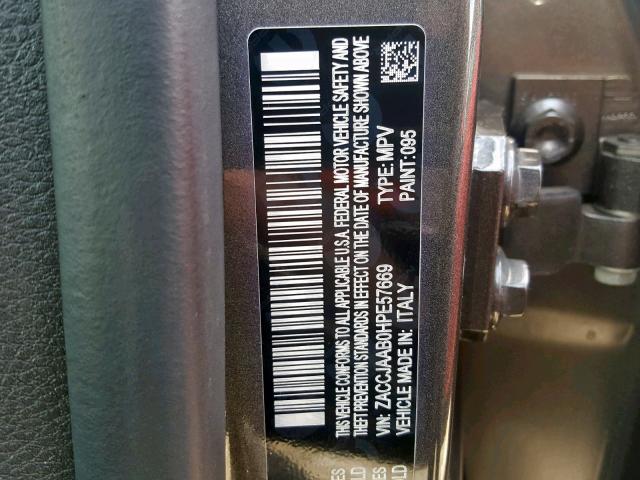 THIS VEHICLE CONFORMS TO ALL APPLICABLE U.S.A. FEDERAL MOTOR VEHICLE SAFETY AND
THEFT PREVENTION STANDARDS IN EFFECT ON THE DATE OF MANUFACTURE SHOWN ABOVE
VIN: ZACCJAAB0HPE57669 TYPE: MPV
VEHICLE MADE IN: ITALY PAINT: 095